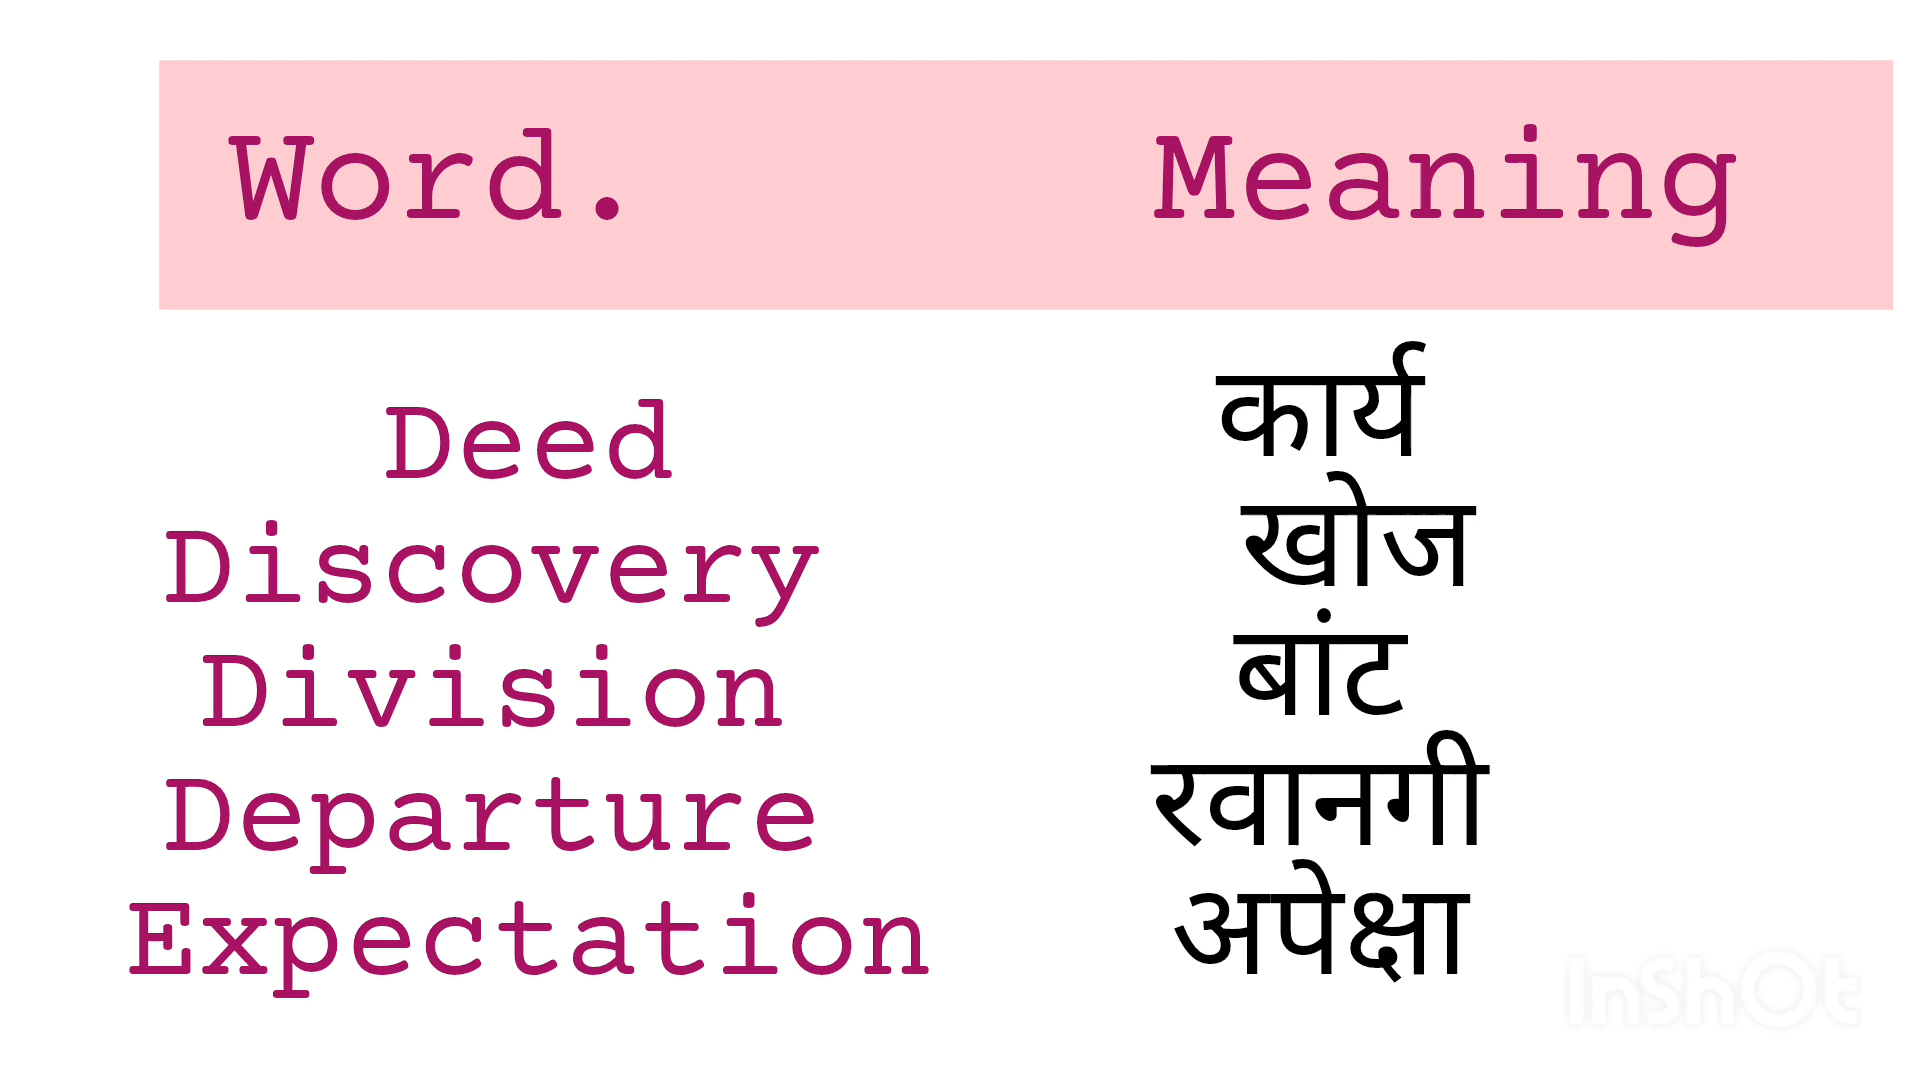 Word. Meaning
Deed कार्य
Discovery खोज
Division बांट
Departure रवानगी
Expectation अपेक्षा
InShOt